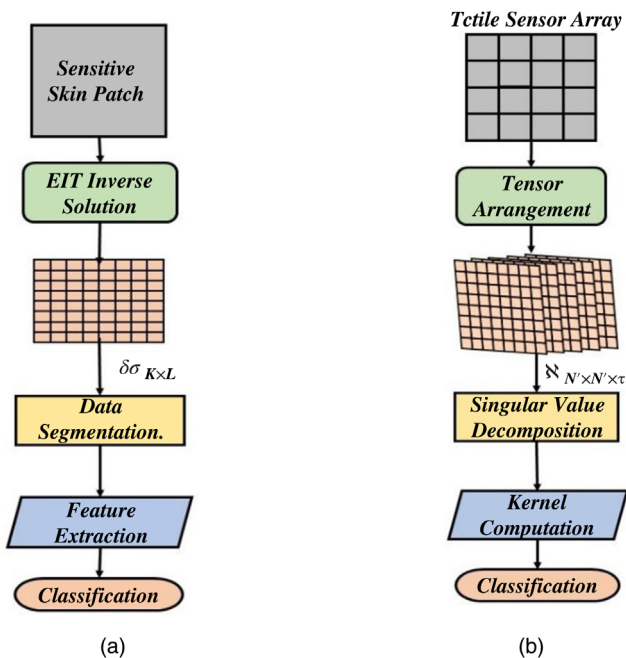 Sensitive
Skin Patch
EIT Inverse
Solution
δσ K×L
Data
Segmentation.
Feature
Extraction
Classification
(a)
Tctile Sensor Array
Tensor
Arrangement
ℵ N′×N′×τ
Singular Value
Decomposition
Kernel
Computation
Classification
(b)